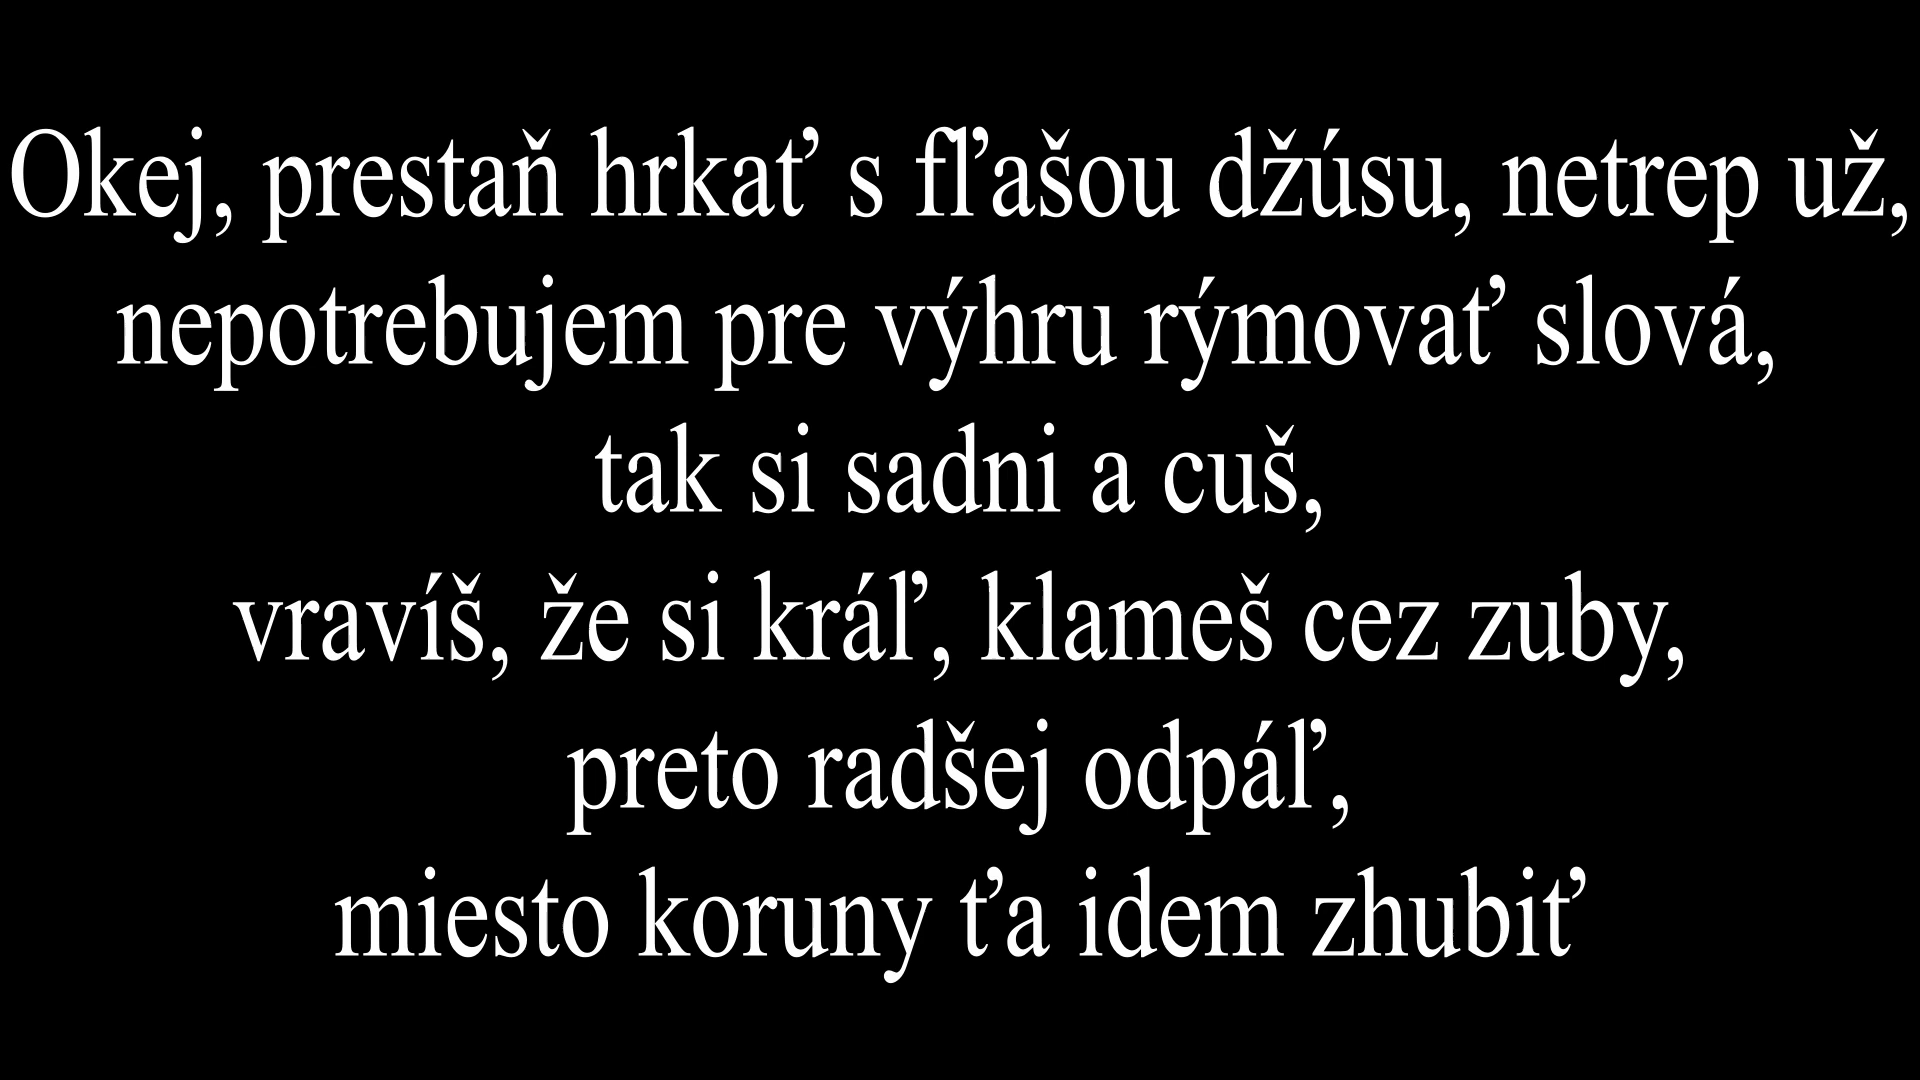 Okej, prestaň hrkať s fľašou džúsu, netrep už,
nepotrebujem pre výhru rýmovať slová,
tak si sadni a cuš,
vravíš, že si kráľ, klameš cez zuby,
preto radšej odpáľ,
miesto koruny ťa idem zhubiť